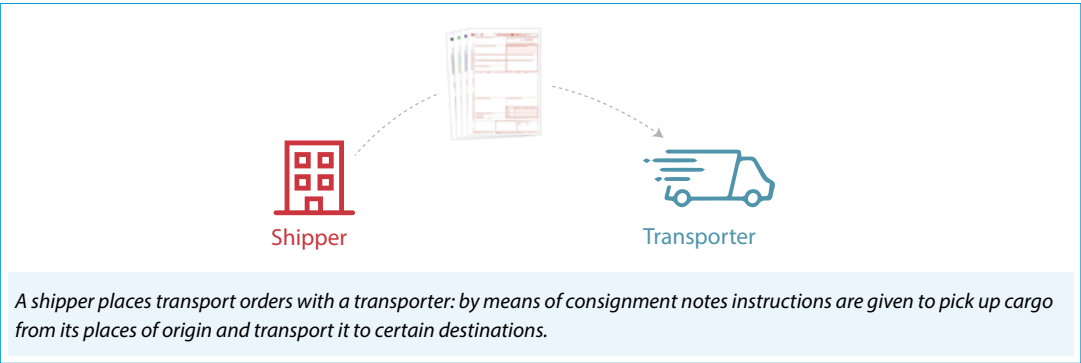 Shipper
Transporter
A shipper places transport orders with a transporter: by means of consignment notes instructions are given to pick up cargo
from its places of origin and transport it to certain destinations.